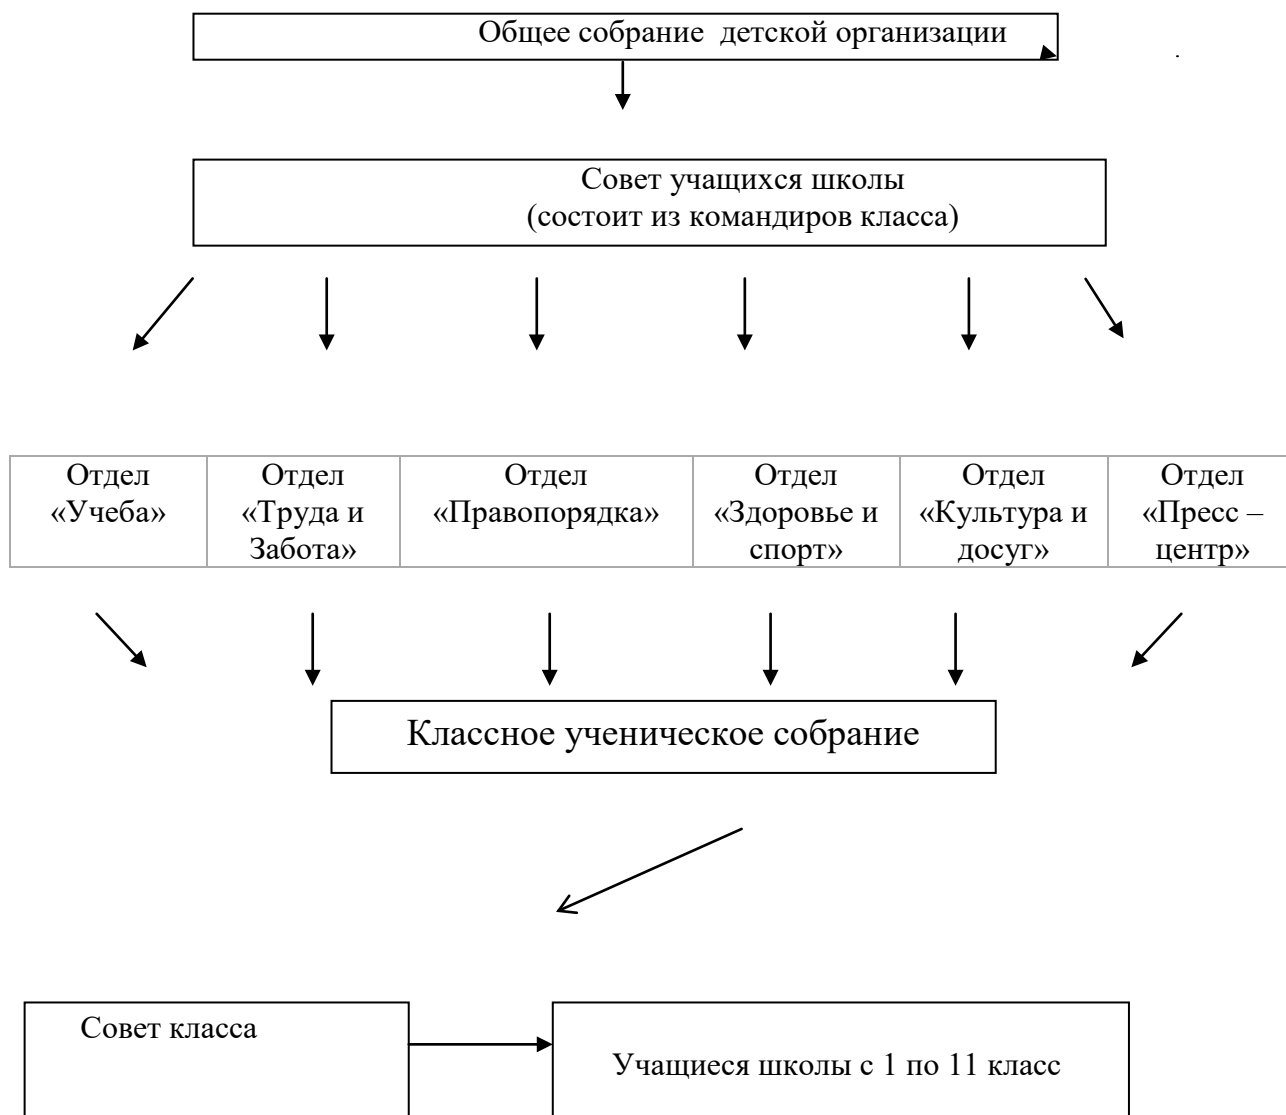 Общее собрание детской организации
Совет учащихся школы
(состоит из командиров класса)
Отдел
«Учеба»
Отдел
«Труда и
Забота»
Отдел
«Правопорядка»
Отдел
«Здоровье и
спорт»
Отдел
«Культура и
досуг»
Отдел
«Пресс –
центр»
Классное ученическое собрание
Совет класса
Учащиеся школы с 1 по 11 класс